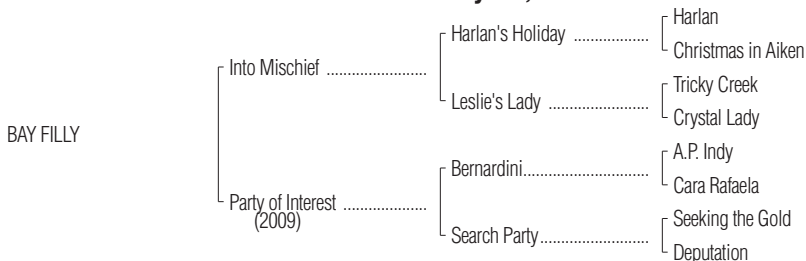 Harlan
Harlan's Holiday ..................
Christmas in Aiken
Into Mischief ........................
Tricky Creek
Leslie's Lady ........................
Crystal Lady
BAY FILLY
A.P. Indy
Bernardini..............................
Cara Rafaela
Party of Interest ....................
(2009)
Seeking the Gold
Search Party..........................
Deputation